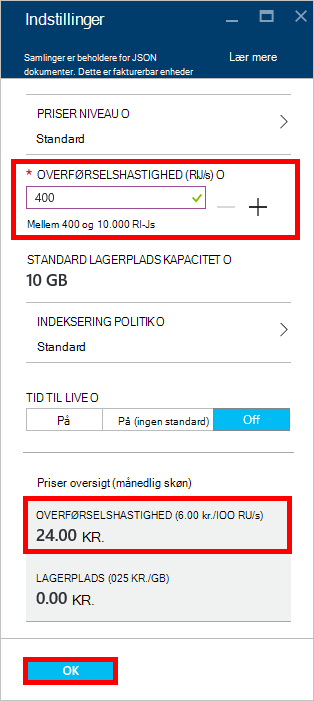 Indstillinger
Samlinger er beholdere for JSON
dokumenter. Dette er fakturerbar enheder
Lær mere
PRISER NIVEAU O
Standard
* OVERFØRSELSHASTIGHED (RIJ/s) O
400
Mellem 400 og 10.000 RI-Js
STANDARD LAGERPLADS KAPACITET O
10 GB
INDEKSERING POLITIK O
Standard
TID TIL LIVE O
På
På (ingen standard)
Off
Priser oversigt (månedlig skøn)
OVERFØRSELSHASTIGHED (6.00 kr./IOO RU/s)
24.00 KR.
LAGERPLADS (025 KR./GB)
0.00 KR.
OK